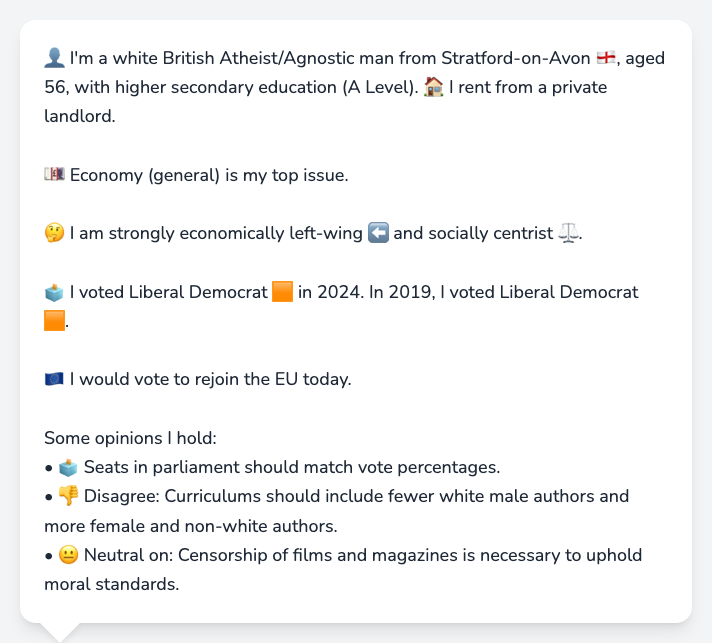 👤 I'm a white British Atheist/Agnostic man from Stratford-on-Avon 🏴󠁧󠁢󠁥󠁮󠁧󠁿, aged
56, with higher secondary education (A Level). 🏠 I rent from a private
landlord.
💷 Economy (general) is my top issue.
🤔 I am strongly economically left-wing ⬅️ and socially centrist ⚖️.
🗳️ I voted Liberal Democrat 🟧 in 2024. In 2019, I voted Liberal Democrat
🟧.
🇪🇺 I would vote to rejoin the EU today.
Some opinions I hold:
• 🗳️ Seats in parliament should match vote percentages.
• 👎 Disagree: Curriculums should include fewer white male authors and
more female and non-white authors.
• 😐 Neutral on: Censorship of films and magazines is necessary to uphold
moral standards.